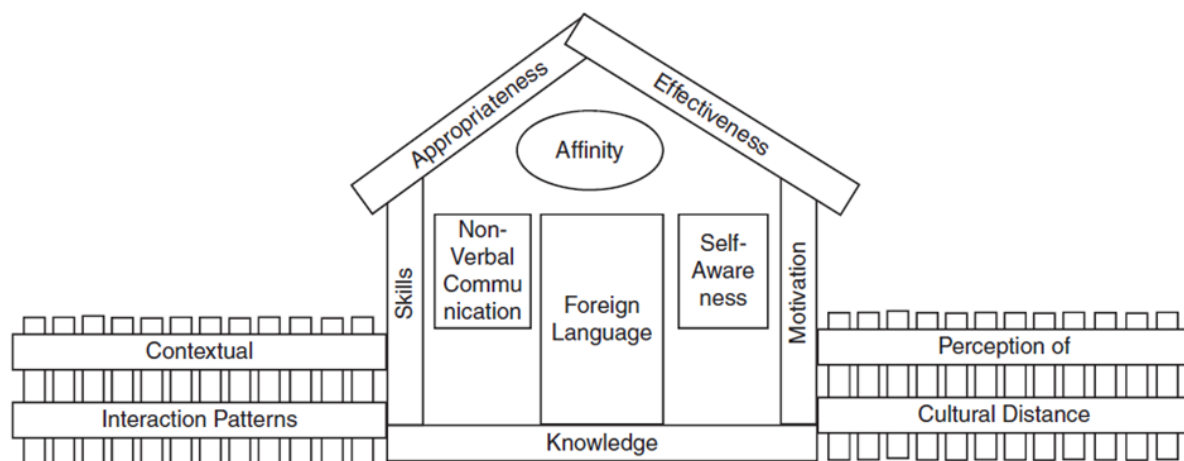 Appropriateness
Effectiveness
Affinity
Skills
Non-
Verbal
Commu
nication
Foreign
Language
Self-
Aware
ness
Motivation
Contextual
Interaction Patterns
Perception of
Cultural Distance
Knowledge